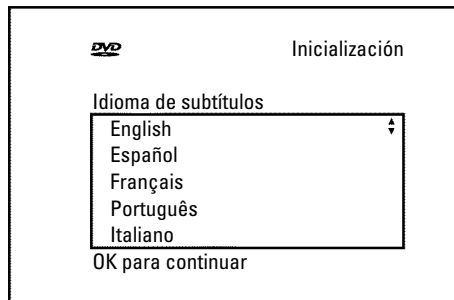 DVD Inicialización
Idioma de subtítulos
English
Español
Français
Português
Italiano
OK para continuar